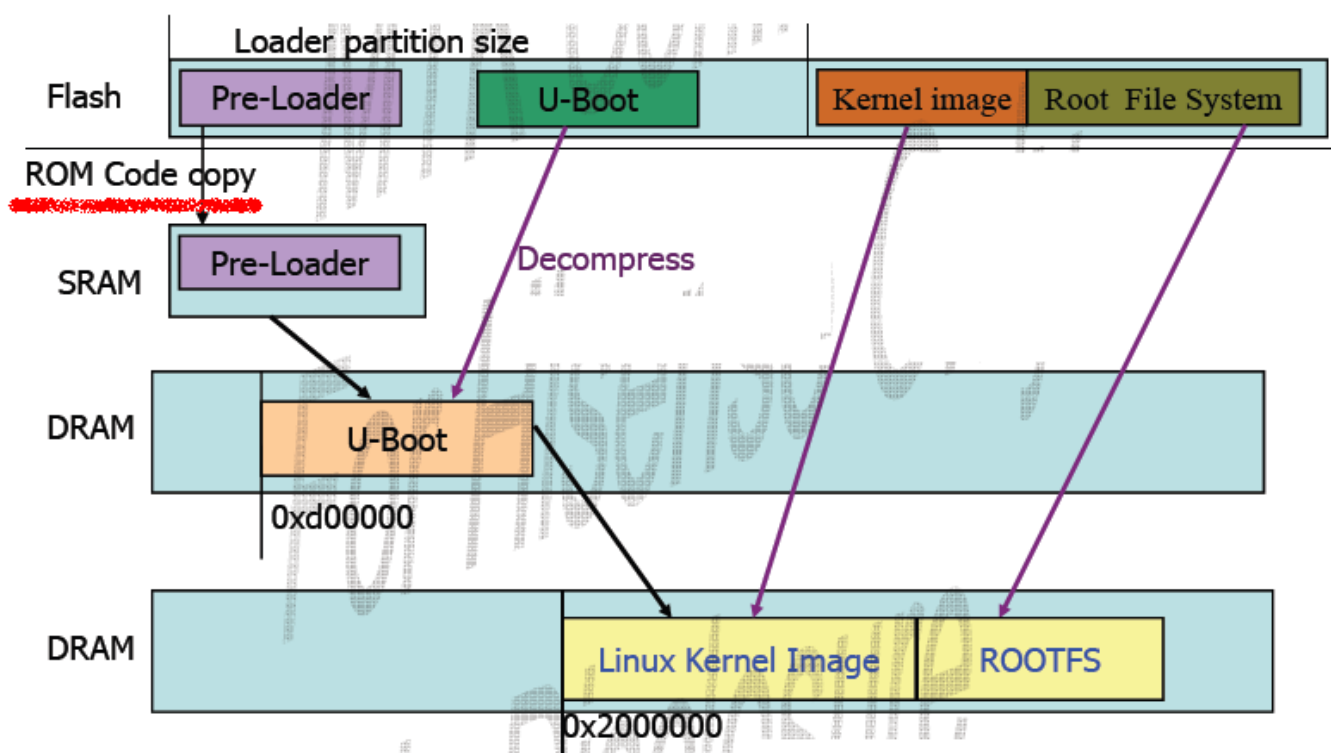 Loader partition size
Flash
Pre-Loader
U-Boot
Kernel image
Root File System
ROM Code copy
SRAM
Pre-Loader
Decompress
DRAM
U-Boot
0xd00000
DRAM
Linux Kernel Image
ROOTFS
0x2000000